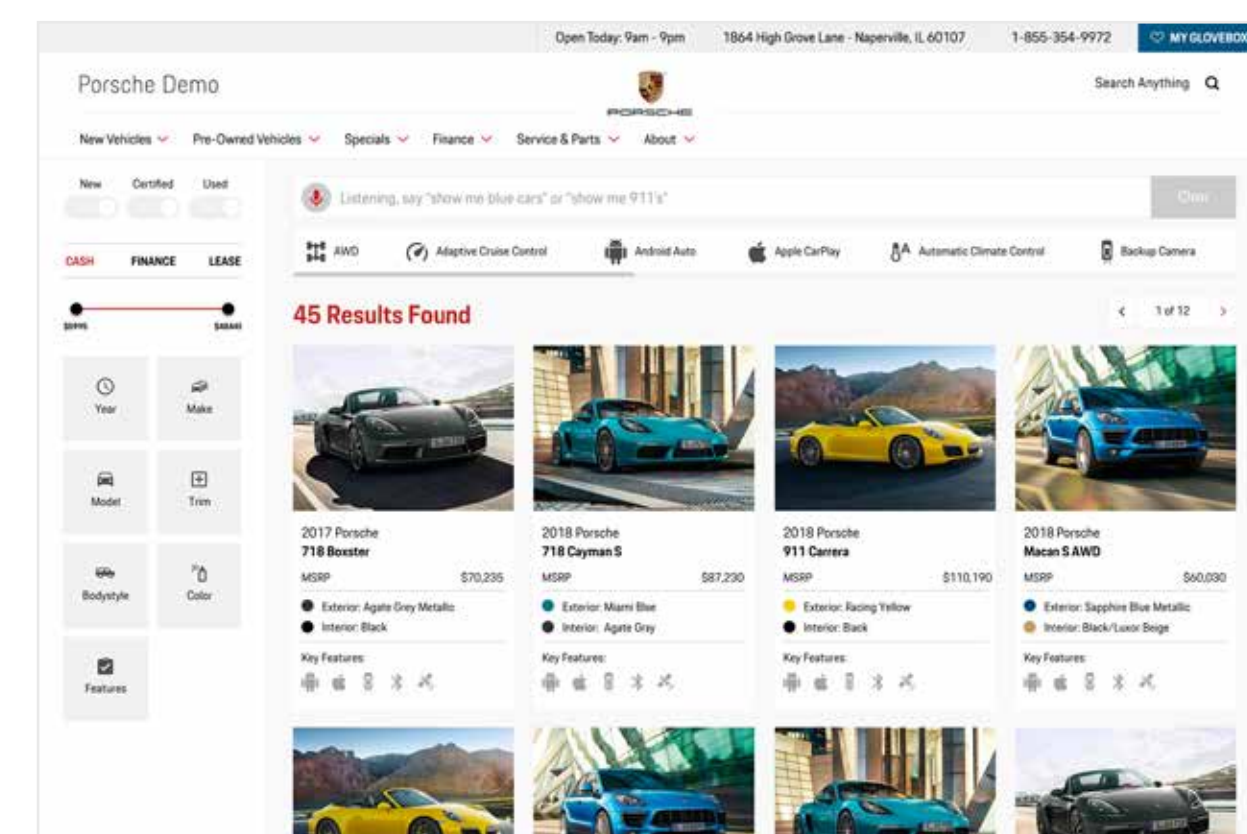 Open Today: 9am - 9pm 1864 High Grove Lane - Naperville, IL 60107 1-855-354-9972 MY GLOVEBOX
Porsche Demo PORSCHE Search Anything
New Vehicles Pre-Owned Vehicles Specials Finance Service & Parts About
New Certified Used
Listening, say "show me blue cars" or "show me 911's"
AWD Adaptive Cruise Control Android Auto Apple CarPlay Automatic Climate Control Backup Camera
CASH FINANCE LEASE
45 Results Found 1 of 12
Year Make
Model Trim
Bodystyle Color
Features
2017 Porsche 2018 Porsche 2018 Porsche 2018 Porsche
718 Boxster 718 Cayman S 911 Carrera Macan S AWD
MSRP $70,235 MSRP $87,230 MSRP $110,190 MSRP $60,030
Exterior: Agate Grey Metallic Exterior: Miami Blue Exterior: Racing Yellow Exterior: Sapphire Blue Metallic
Interior: Black Interior: Agate Gray Interior: Black Interior: Black/Luxor Beige
Key Features: Key Features: Key Features: Key Features: